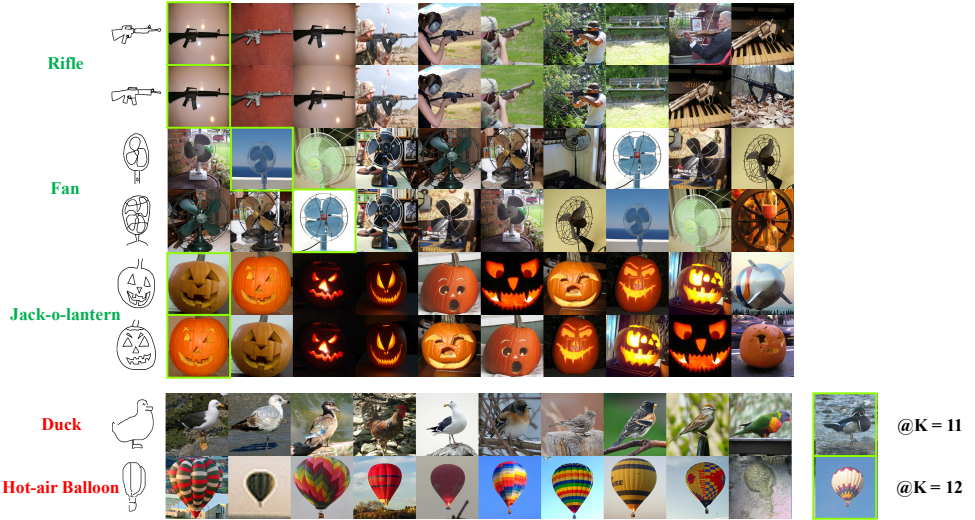 Rifle
Fan
Jack-o-lantern
Duck
@K = 11
Hot-air Balloon
@K = 12